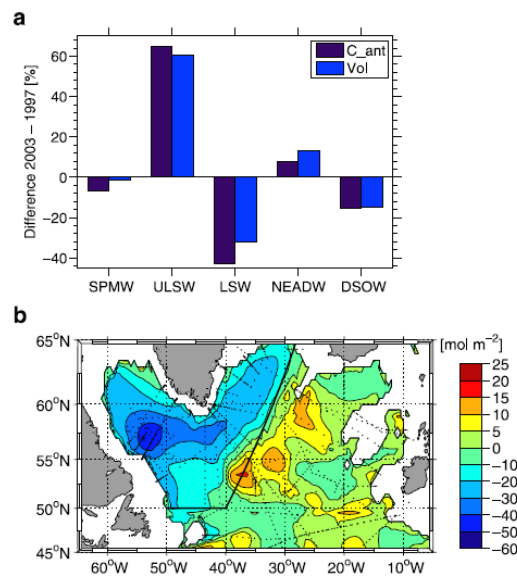 a
Difference 2003 – 1997 [%]
60
40
20
0
−20
−40
C_ant
Vol
SPMW ULSW LSW NEADW DSOW
b
65°N
60°N
55°N
50°N
45°N
60°W 50°W 40°W 30°W 20°W 10°W
[mol m⁻²]
25
20
15
10
5
0
−10
−20
−30
−40
−50
−60